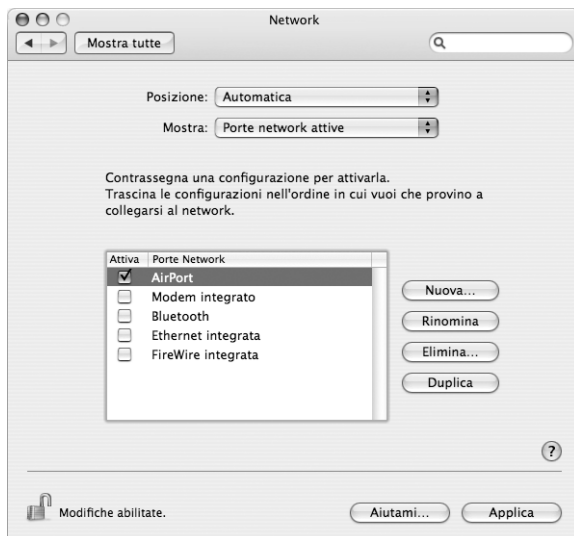 Network
Mostra tutte
Posizione: Automatica
Mostra: Porte network attive
Contrassegna una configurazione per attivarla.
Trascina le configurazioni nell'ordine in cui vuoi che provino a
collegarsi al network.
Attiva Porte Network
AirPort
Modem integrato
Bluetooth
Ethernet integrata
FireWire integrata
Nuova...
Rinomina
Elimina...
Duplica
?
Modifiche abilitate.
Aiutami...
Applica